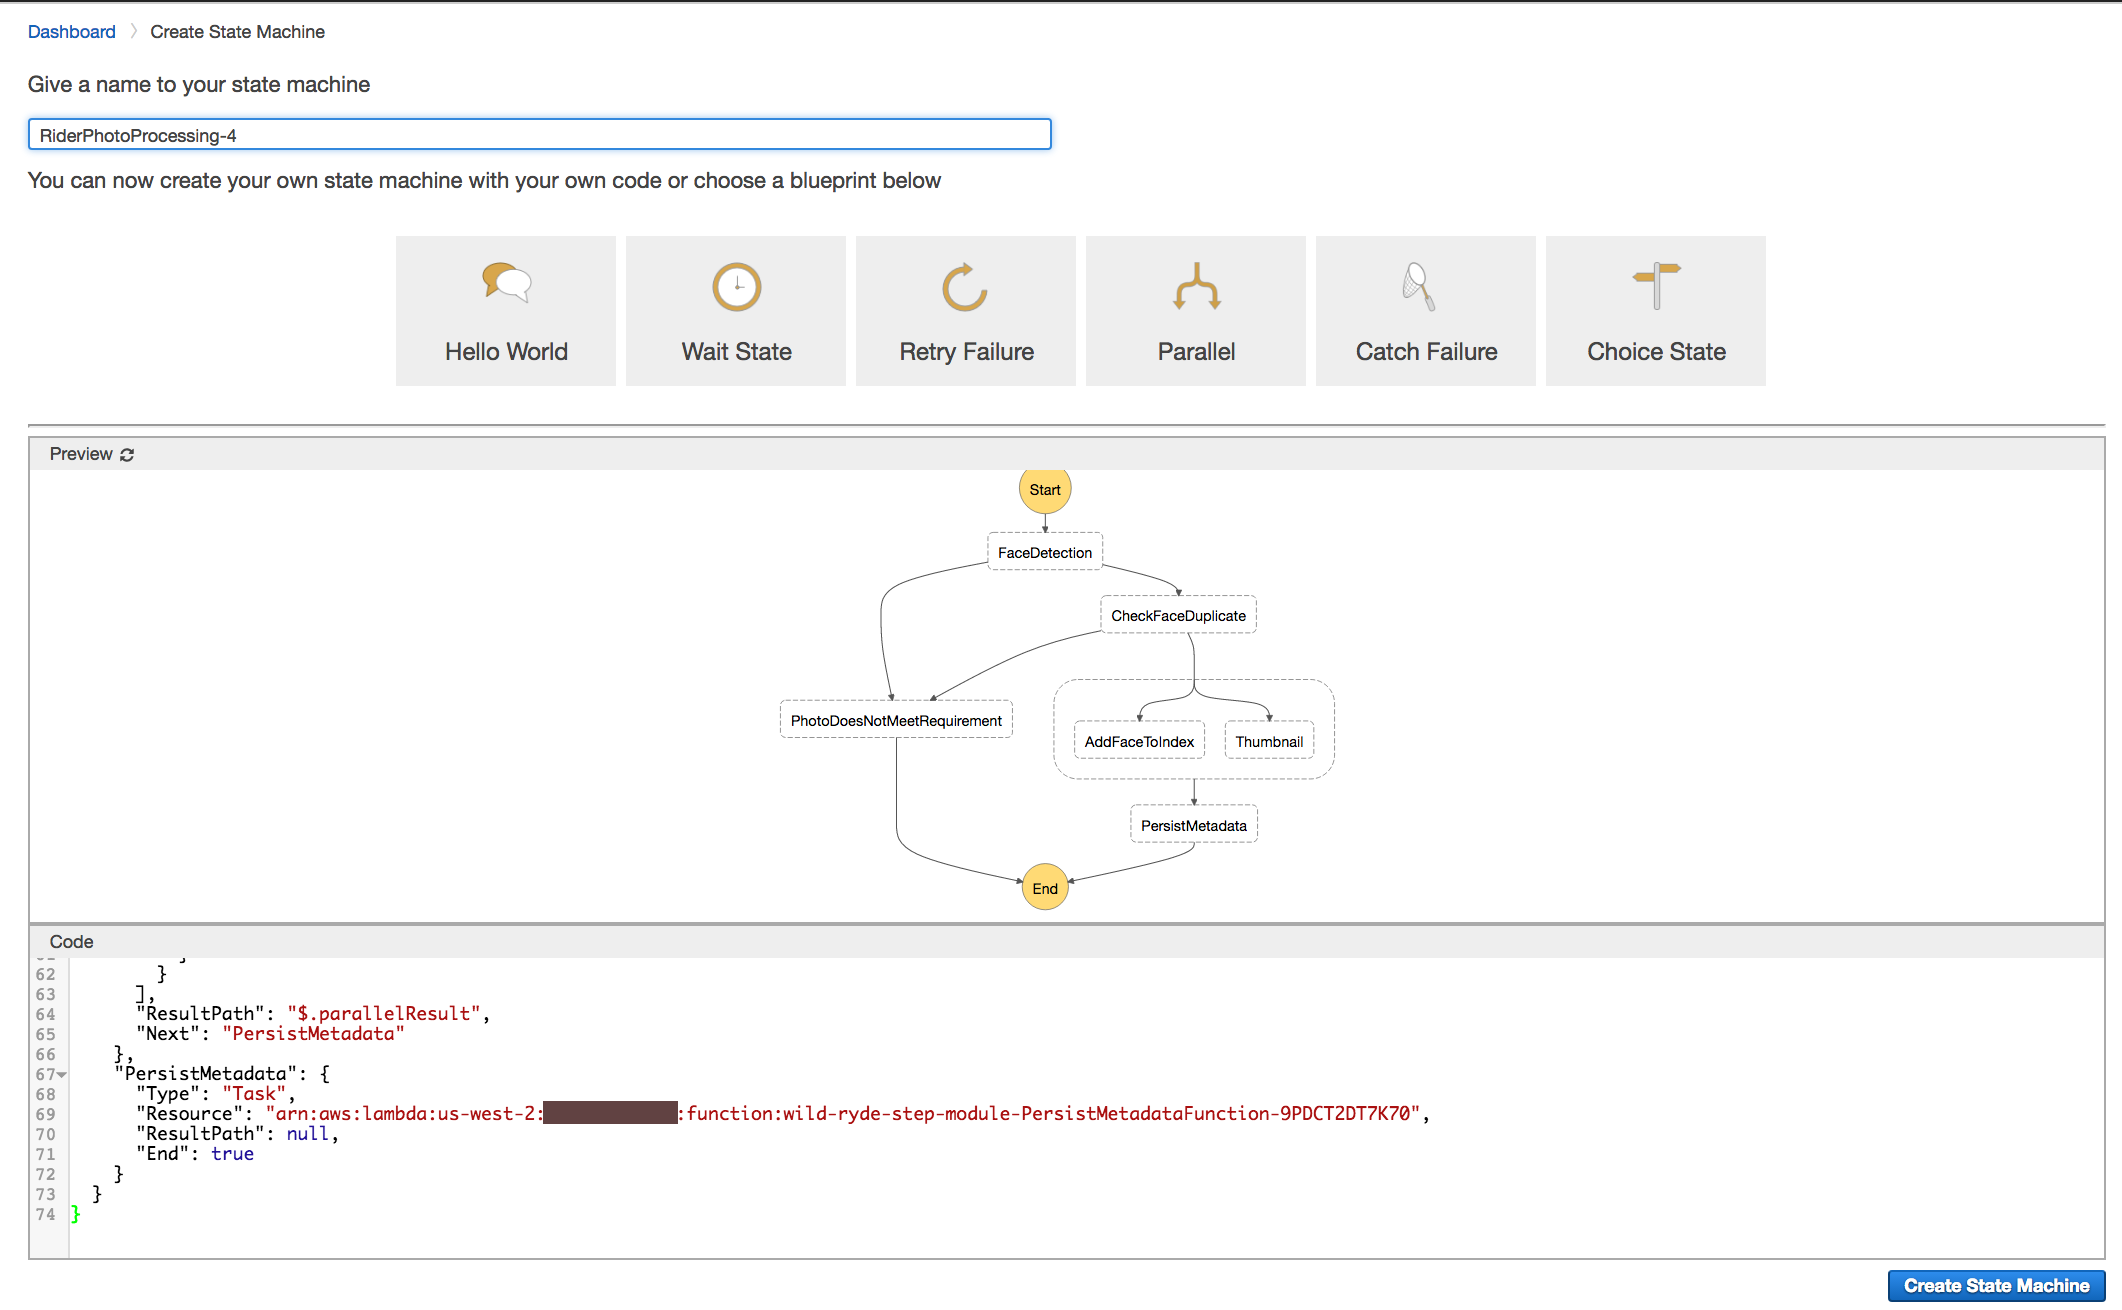 Dashboard Create State Machine
Give a name to your state machine
RiderPhotoProcessing-4
You can now create your own state machine with your own code or choose a blueprint below
Hello World Wait State Retry Failure Parallel Catch Failure Choice State
Preview
Start
FaceDetection
CheckFaceDuplicate
PhotoDoesNotMeetRequirement
AddFaceToIndex Thumbnail
PersistMetadata
End
Code
62 }
63 ],
64 "ResultPath": "$.parallelResult",
65 "Next": "PersistMetadata"
66 },
67 "PersistMetadata": {
68 "Type": "Task",
69 "Resource": "arn:aws:lambda:us-west-2: :function:wild-ryde-step-module-PersistMetadataFunction-9PDCT2DT7K70",
70 "ResultPath": null,
71 "End": true
72 }
73 }
74 }
Create State Machine